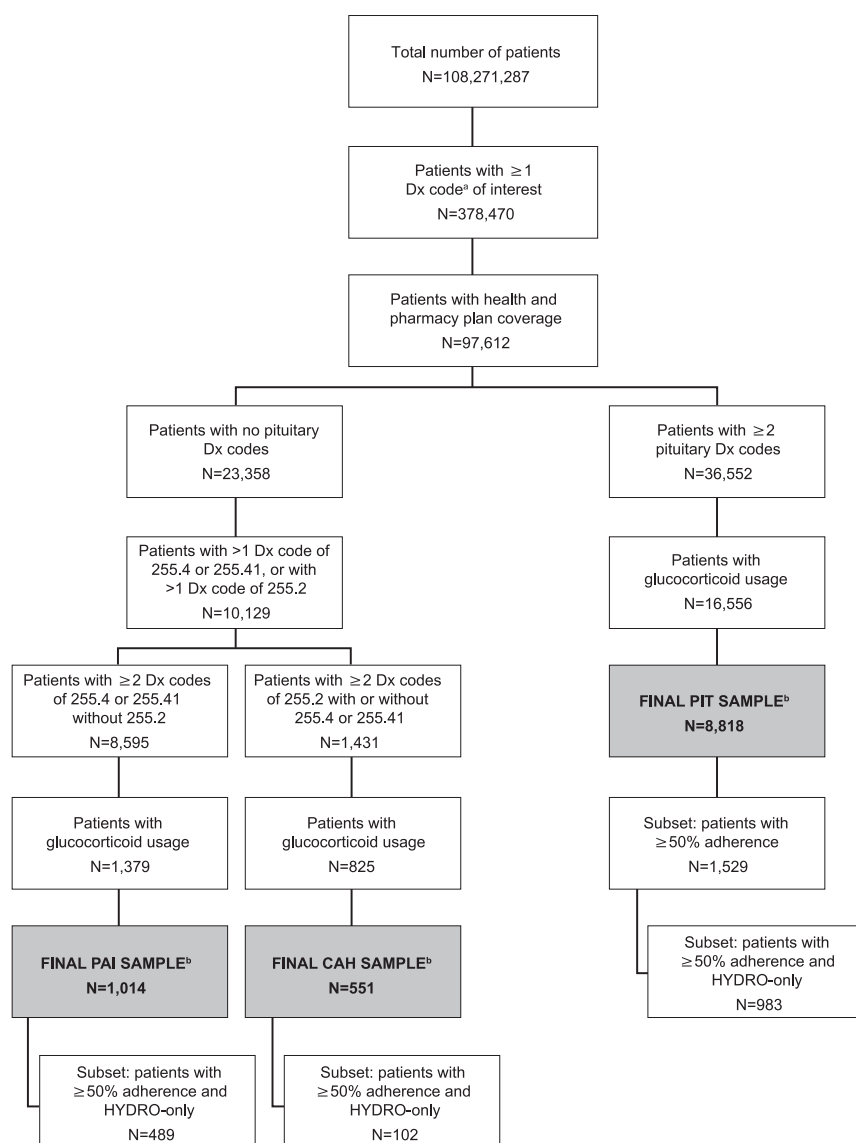 Total number of patients
N=108,271,287
Patients with ≥1
Dx codeᵃ of interest
N=378,470
Patients with health and
pharmacy plan coverage
N=97,612
Patients with no pituitary
Dx codes
N=23,358
Patients with ≥2
pituitary Dx codes
N=36,552
Patients with >1 Dx code of
255.4 or 255.41, or with
>1 Dx code of 255.2
N=10,129
Patients with
glucocorticoid usage
N=16,556
Patients with ≥2 Dx codes
of 255.4 or 255.41
without 255.2
N=8,595
Patients with ≥2 Dx codes
of 255.2 with or without
255.4 or 255.41
N=1,431
FINAL PIT SAMPLEᵇ
N=8,818
Patients with
glucocorticoid usage
N=1,379
Patients with
glucocorticoid usage
N=825
Subset: patients with
≥50% adherence
N=1,529
FINAL PAI SAMPLEᵇ
N=1,014
FINAL CAH SAMPLEᵇ
N=551
Subset: patients with
≥50% adherence and
HYDRO-only
N=983
Subset: patients with
≥50% adherence and
HYDRO-only
N=489
Subset: patients with
≥50% adherence and
HYDRO-only
N=102